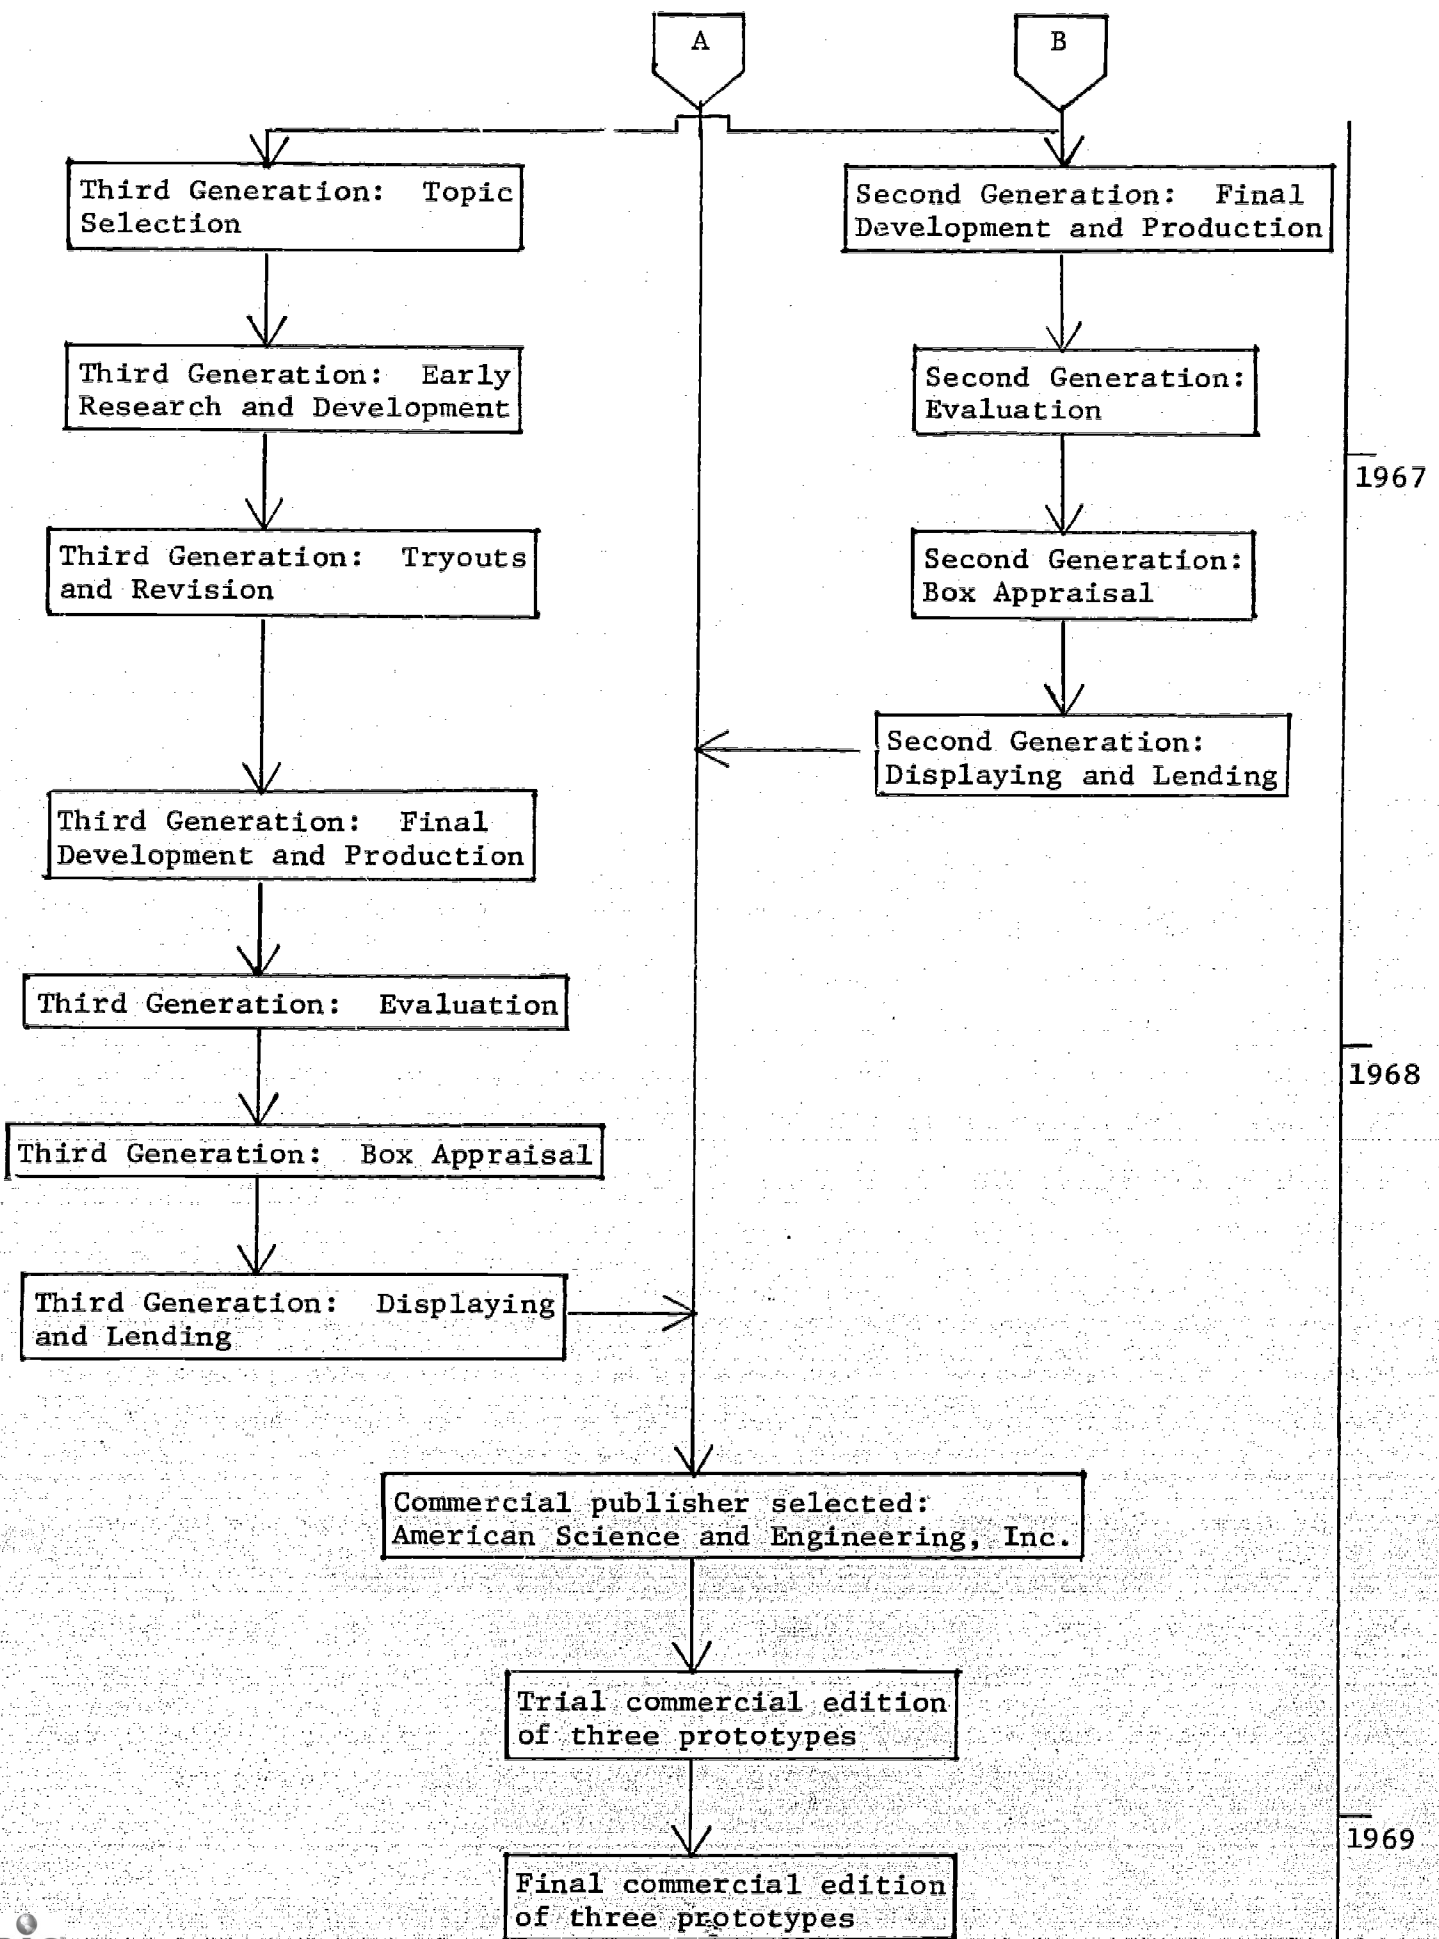 A
B
Third Generation: Topic
Selection
Second Generation: Final
Development and Production
Third Generation: Early
Research and Development
Second Generation:
Evaluation
1967
Third Generation: Tryouts
and Revision
Second Generation:
Box Appraisal
Second Generation:
Displaying and Lending
Third Generation: Final
Development and Production
Third Generation: Evaluation
1968
Third Generation: Box Appraisal
Third Generation: Displaying
and Lending
Commercial publisher selected:
American Science and Engineering, Inc.
Trial commercial edition
of three prototypes
1969
Final commercial edition
of three prototypes